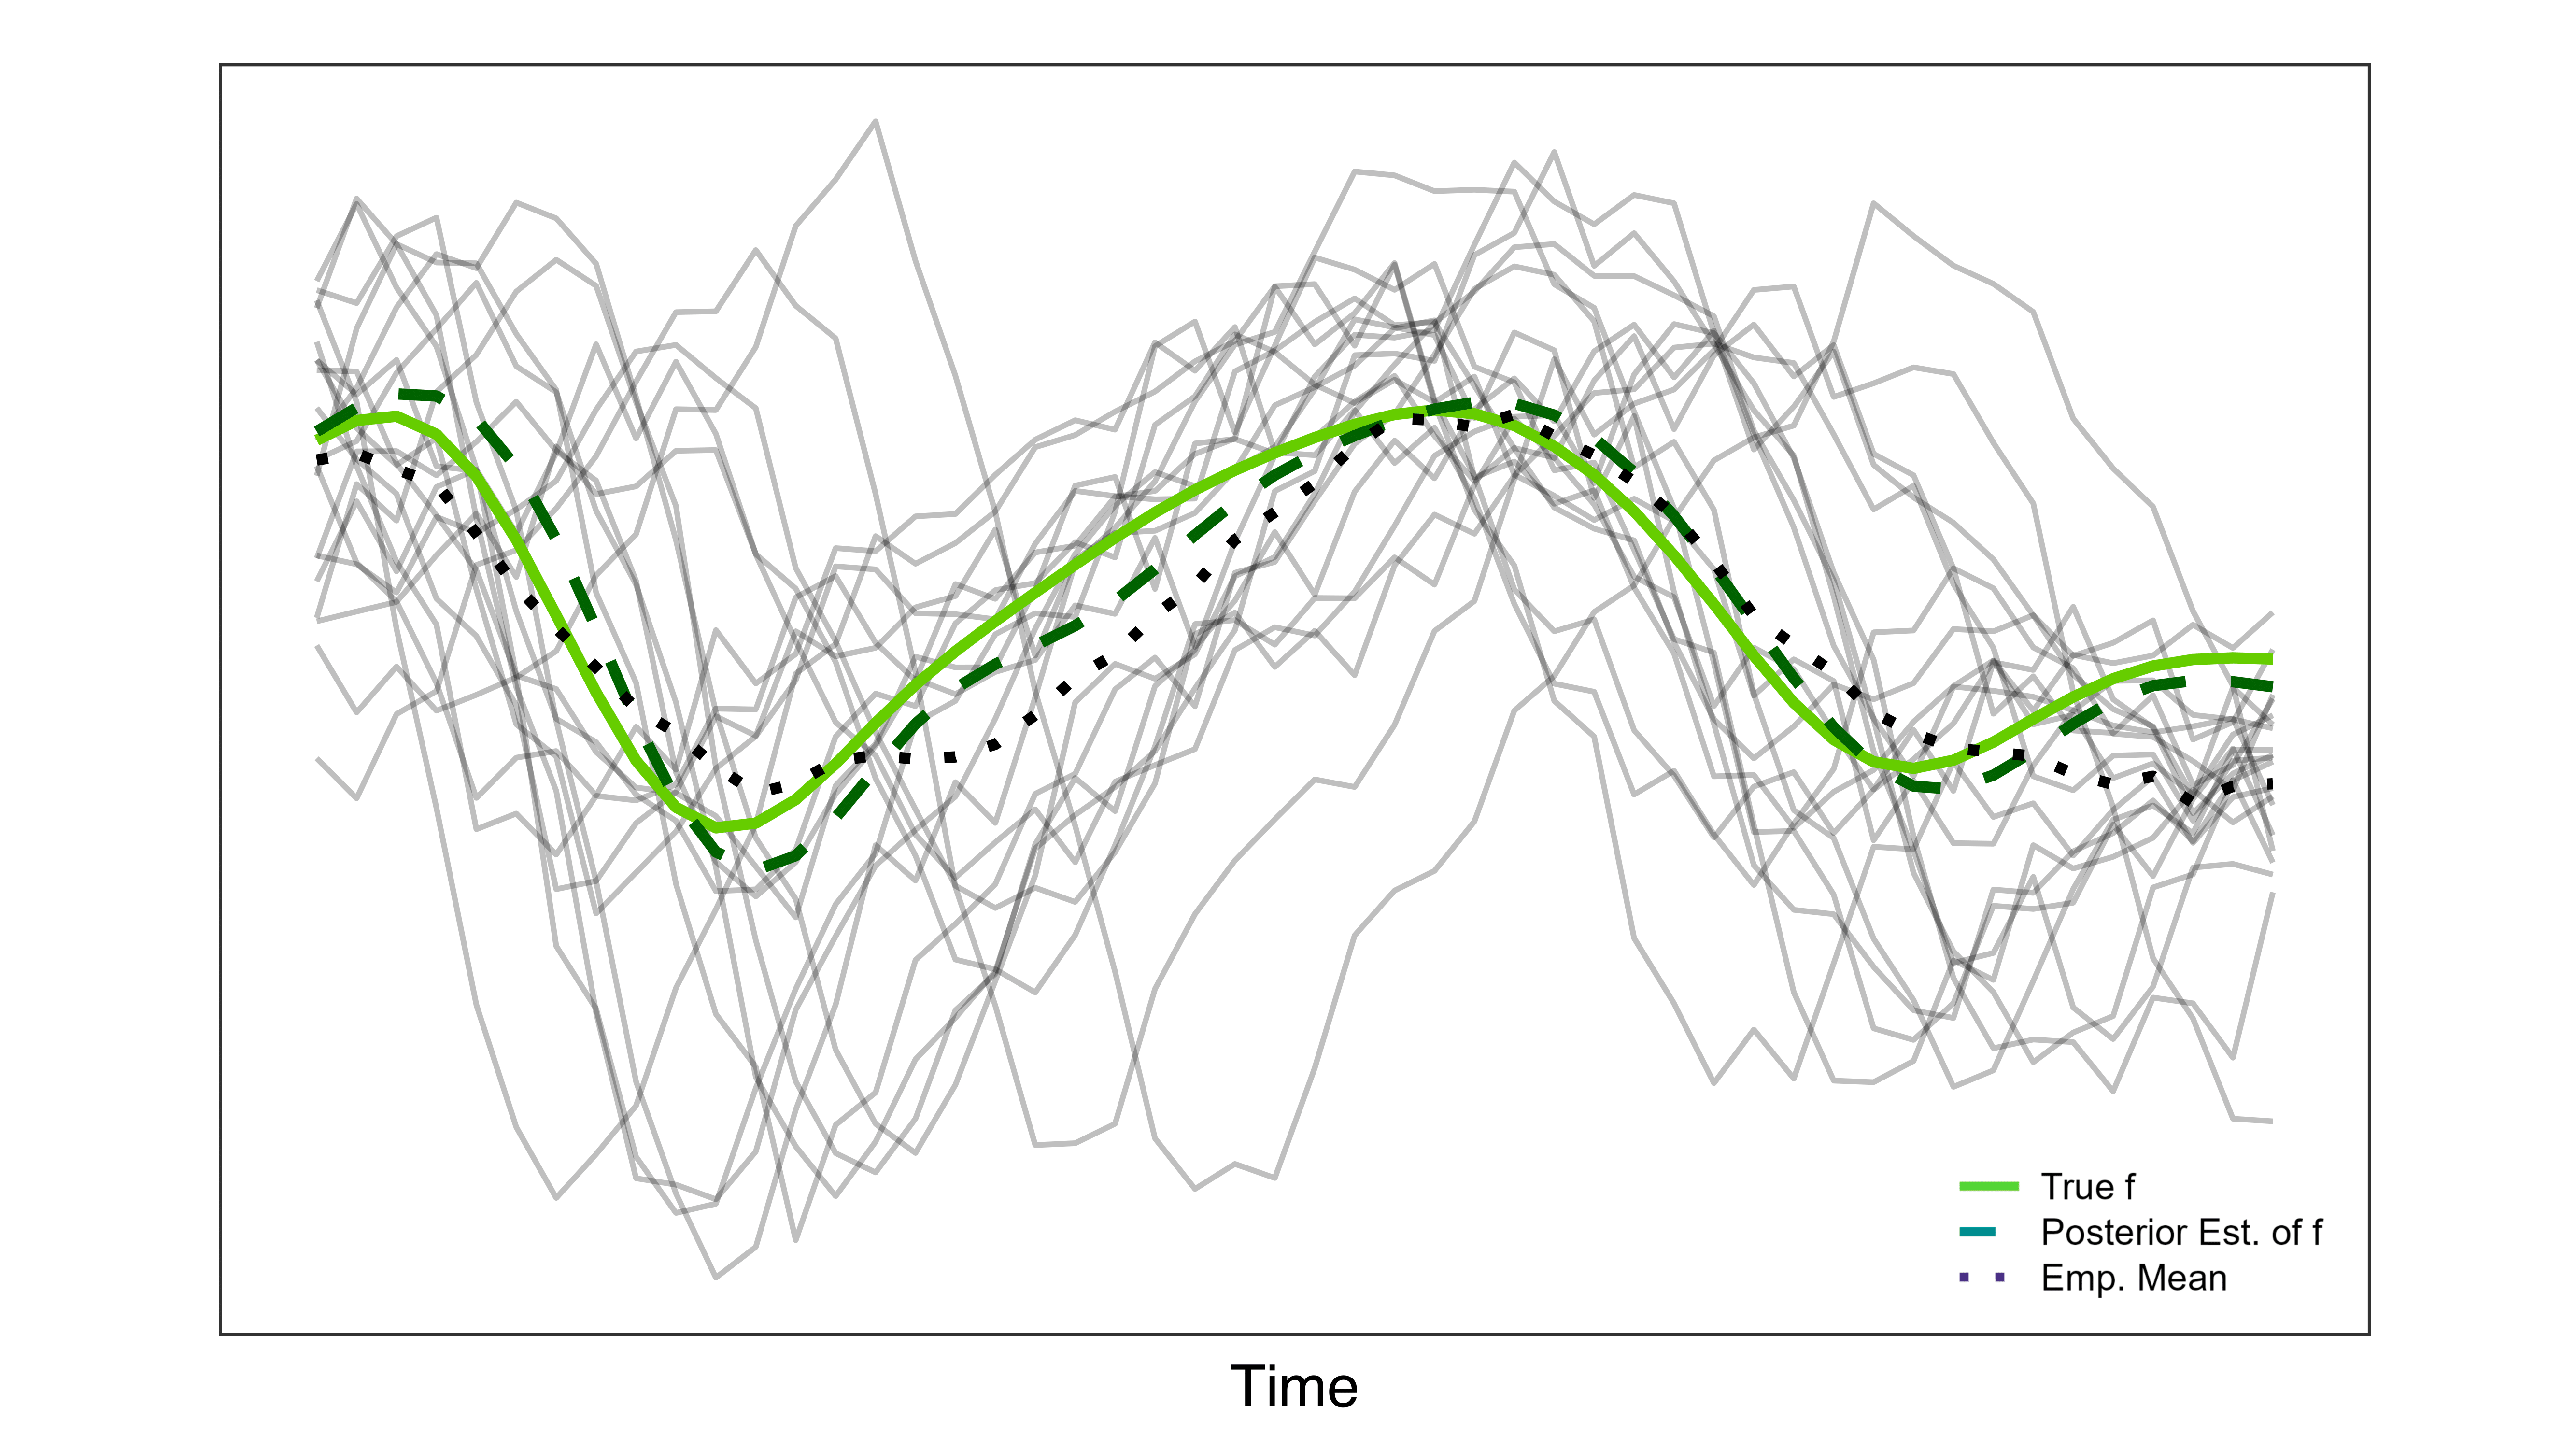 True f
Posterior Est. of f
Emp. Mean
Time